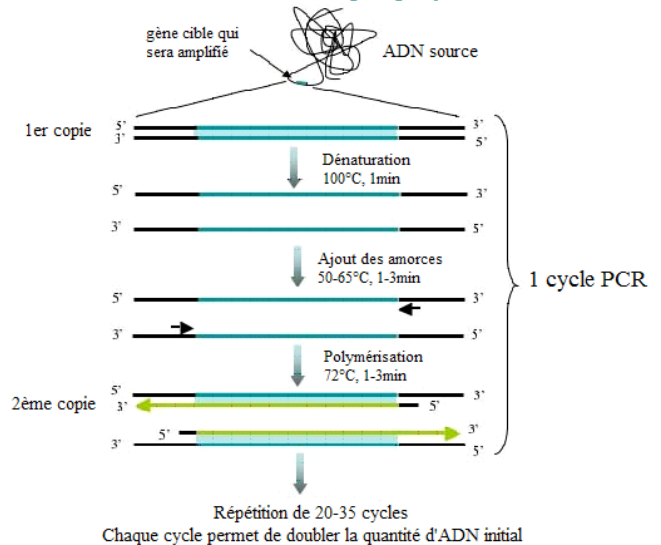 gène cible qui
sera amplifié
ADN source
1er copie
5’ 3’
3’ 5’
Dénaturation
100°C, 1min
5’ 3’
3’ 5’
Ajout des amorces
50-65°C, 1-3min
1 cycle PCR
5’ 3’
3’ 5’
Polymérisation
72°C, 1-3min
2ème copie
5’ 3’
3’ 5’
5’ 3’
3’ 5’
Répétition de 20-35 cycles
Chaque cycle permet de doubler la quantité d'ADN initial